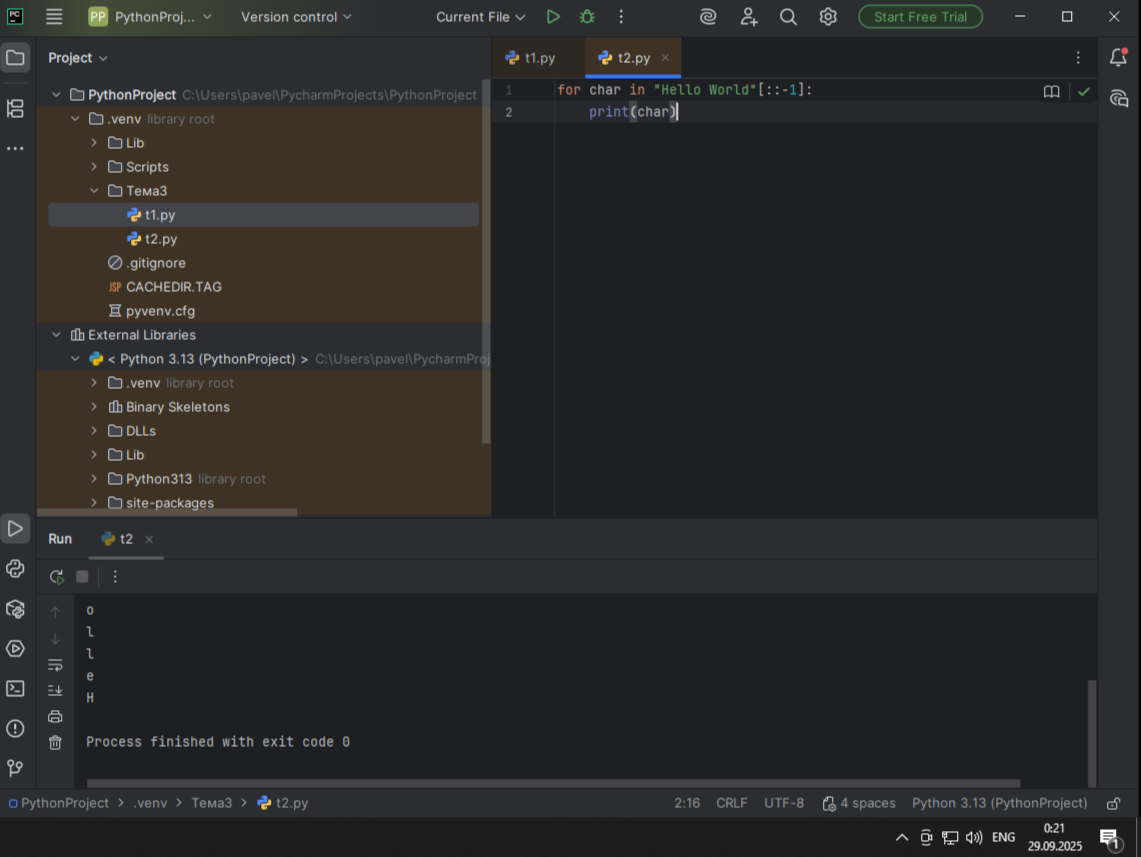 PC PP PythonProj... Version control Current File Start Free Trial
Project
t1.py t2.py
PythonProject C:\Users\pavel\PycharmProjects\PythonProject
.venv library root
Lib
Scripts
Тема3
t1.py
t2.py
.gitignore
JSP CACHEDIR.TAG
pyvenv.cfg
External Libraries
< Python 3.13 (PythonProject) > C:\Users\pavel\PycharmProj
.venv library root
Binary Skeletons
DLLs
Lib
Python313 library root
site-packages
1 for char in "Hello World"[::-1]:
2 print(char)
Run t2
o
l
l
e
H
Process finished with exit code 0
PythonProject > .venv > Тема3 > t2.py 2:16 CRLF UTF-8 4 spaces Python 3.13 (PythonProject)
ENG 0:21
29.09.2025 1